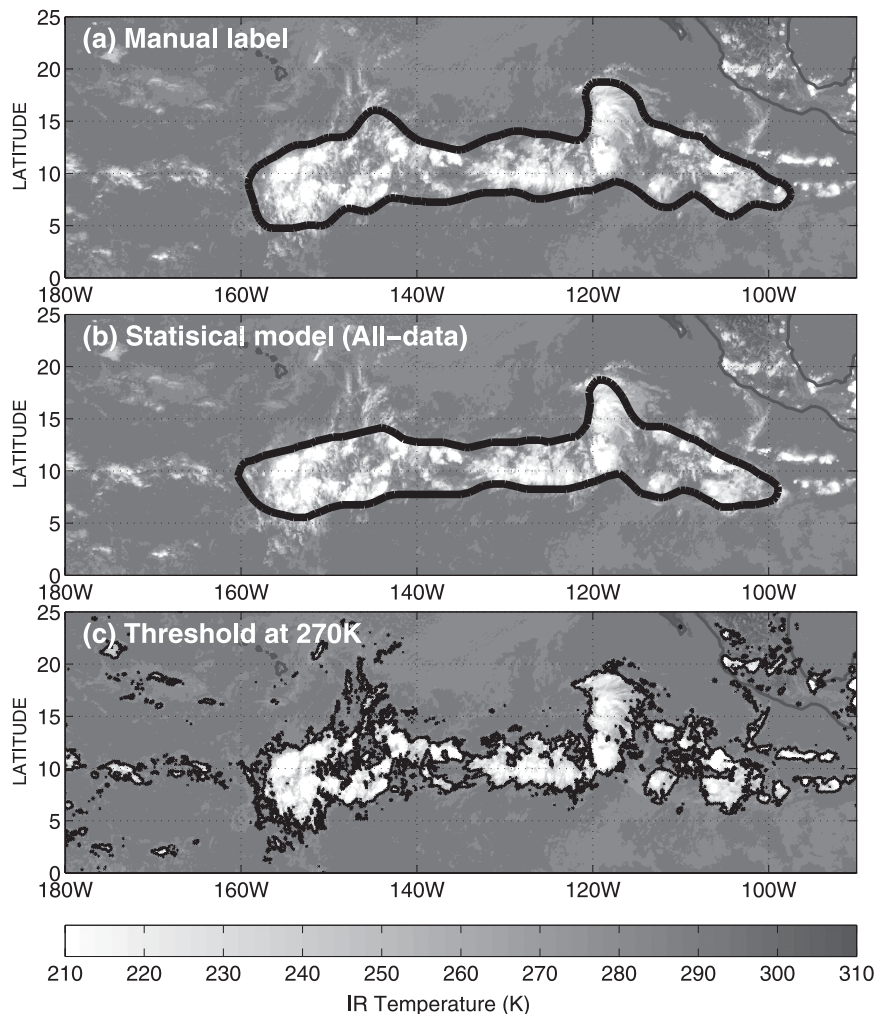 25
(a) Manual label
20
15
10
5
0
LATITUDE
180W 160W 140W 120W 100W
25
(b) Statisical model (All−data)
20
15
10
5
0
LATITUDE
180W 160W 140W 120W 100W
25
(c) Threshold at 270K
20
15
10
5
0
LATITUDE
180W 160W 140W 120W 100W
210 220 230 240 250 260 270 280 290 300 310
IR Temperature (K)